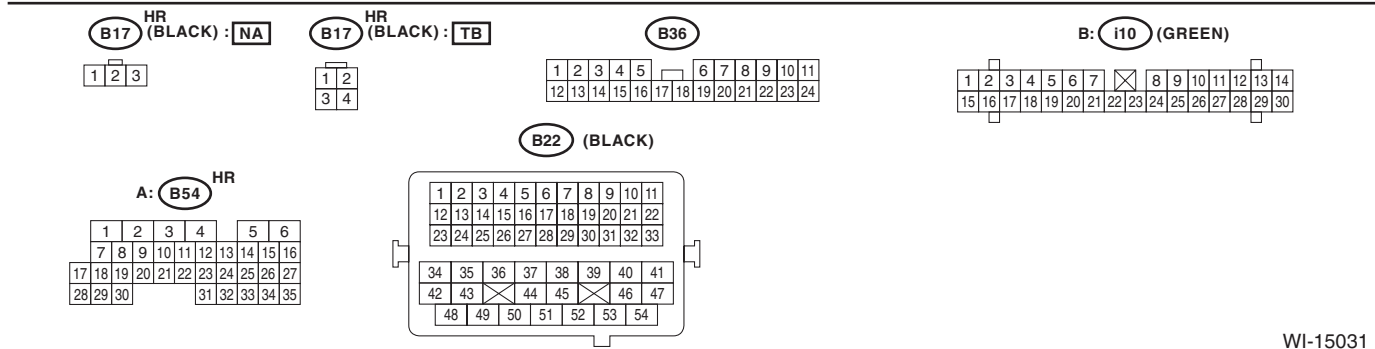 HR
B17 (BLACK) : NA
1 2 3
HR
B17 (BLACK) : TB
1 2
3 4
B36
1 2 3 4 5 6 7 8 9 10 11
12 13 14 15 16 17 18 19 20 21 22 23 24
B: i10 (GREEN)
1 2 3 4 5 6 7 8 9 10 11 12 13 14
15 16 17 18 19 20 21 22 23 24 25 26 27 28 29 30
HR
A: B54
1 2 3 4 5 6
7 8 9 10 11 12 13 14 15 16
17 18 19 20 21 22 23 24 25 26 27
28 29 30 31 32 33 34 35
B22 (BLACK)
1 2 3 4 5 6 7 8 9 10 11
12 13 14 15 16 17 18 19 20 21 22
23 24 25 26 27 28 29 30 31 32 33
34 35 36 37 38 39 40 41
42 43 44 45 46 47
48 49 50 51 52 53 54
WI-15031